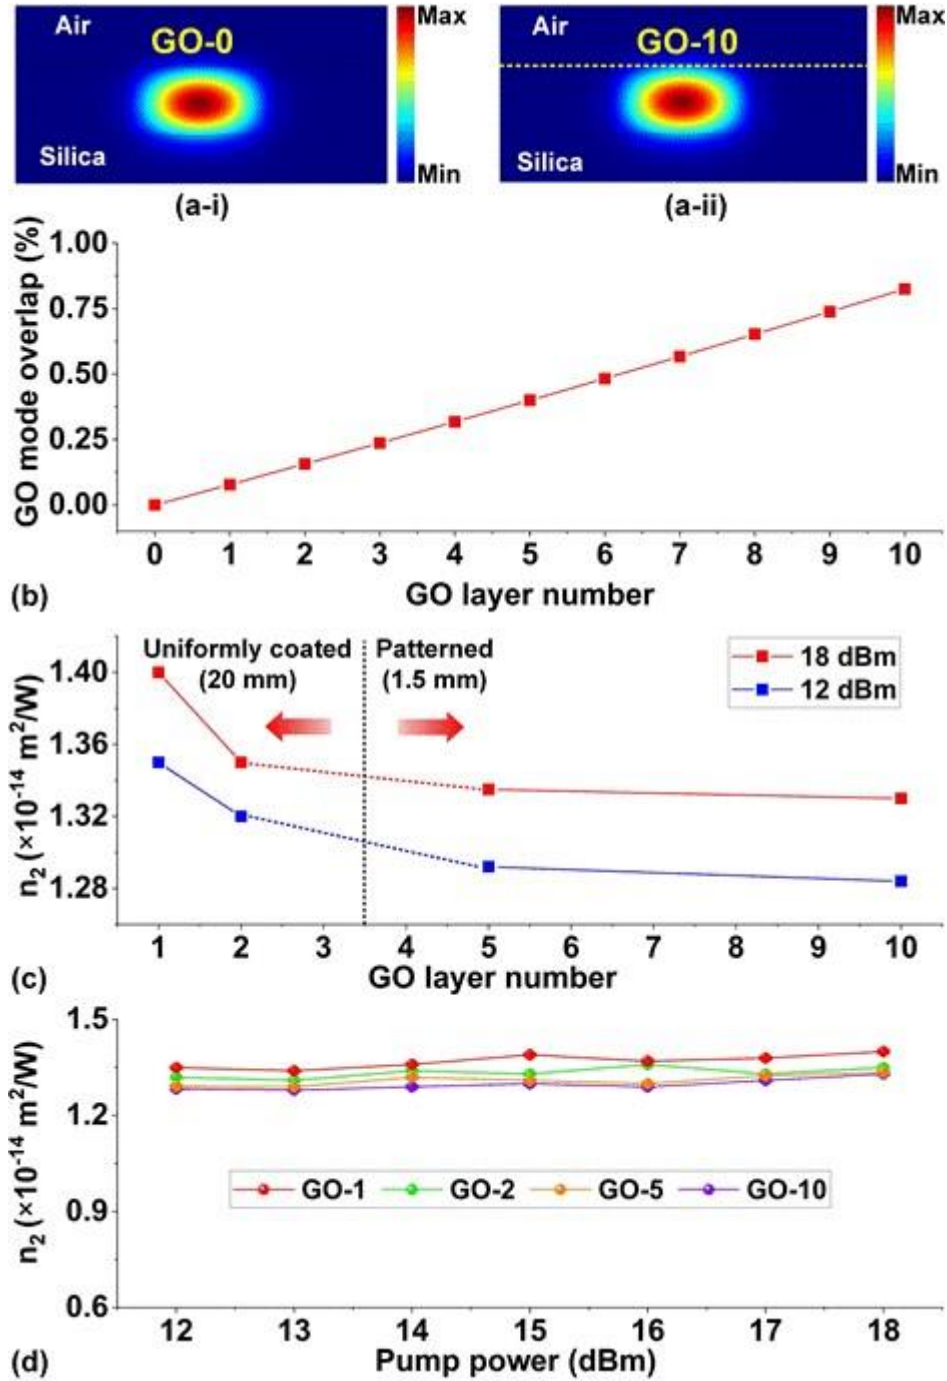 Air
GO-0
Silica
Max
Min
(a-i)
Air
GO-10
Silica
Max
Min
(a-ii)
GO mode overlap (%)
1.00
0.75
0.50
0.25
0.00
0 1 2 3 4 5 6 7 8 9 10
GO layer number
(b)
n₂ (×10⁻¹⁴ m²/W)
1.40
1.36
1.32
1.28
Uniformly coated
(20 mm)
Patterned
(1.5 mm)
18 dBm
12 dBm
1 2 3 4 5 6 7 8 9 10
GO layer number
(c)
n₂ (×10⁻¹⁴ m²/W)
1.5
1.2
0.9
0.6
GO-1 GO-2 GO-5 GO-10
12 13 14 15 16 17 18
Pump power (dBm)
(d)